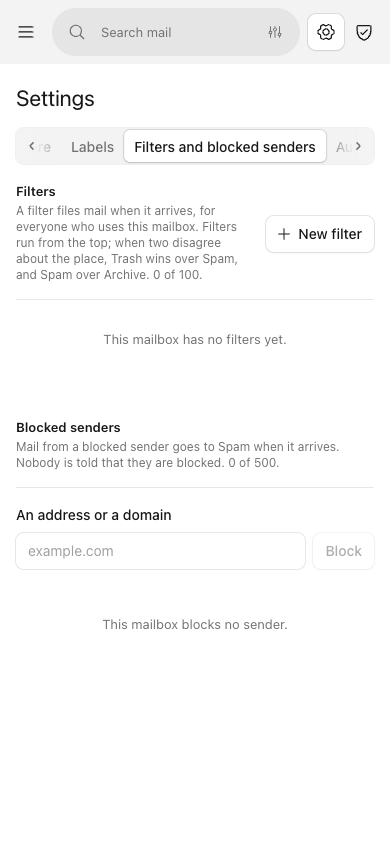 Search mail
Settings
re Labels Filters and blocked senders Au
Filters
A filter files mail when it arrives, for
everyone who uses this mailbox. Filters
run from the top; when two disagree
about the place, Trash wins over Spam,
and Spam over Archive. 0 of 100.
New filter
This mailbox has no filters yet.
Blocked senders
Mail from a blocked sender goes to Spam when it arrives.
Nobody is told that they are blocked. 0 of 500.
An address or a domain
example.com
Block
This mailbox blocks no sender.